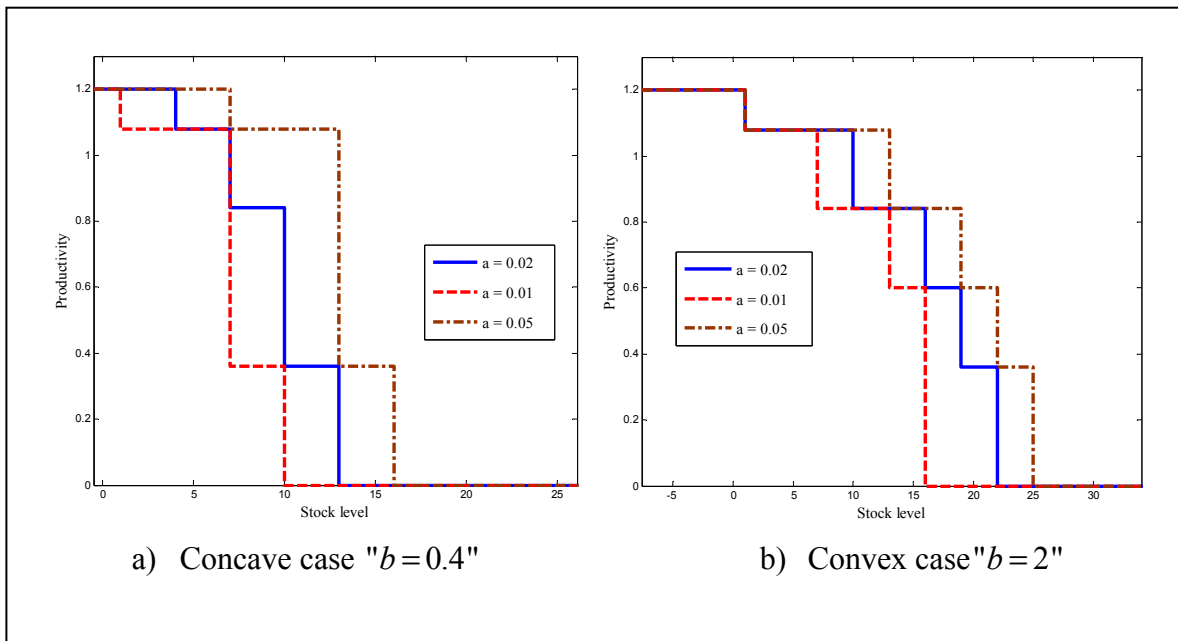 1.2
1
0.8
0.6
0.4
0.2
0
Productivity
0 5 10 15 20 25
Stock level
a = 0.02
a = 0.01
a = 0.05
a) Concave case "b = 0.4"
1.2
1
0.8
0.6
0.4
0.2
0
Productivity
-5 0 5 10 15 20 25 30
Stock level
a = 0.02
a = 0.01
a = 0.05
b) Convex case"b = 2"